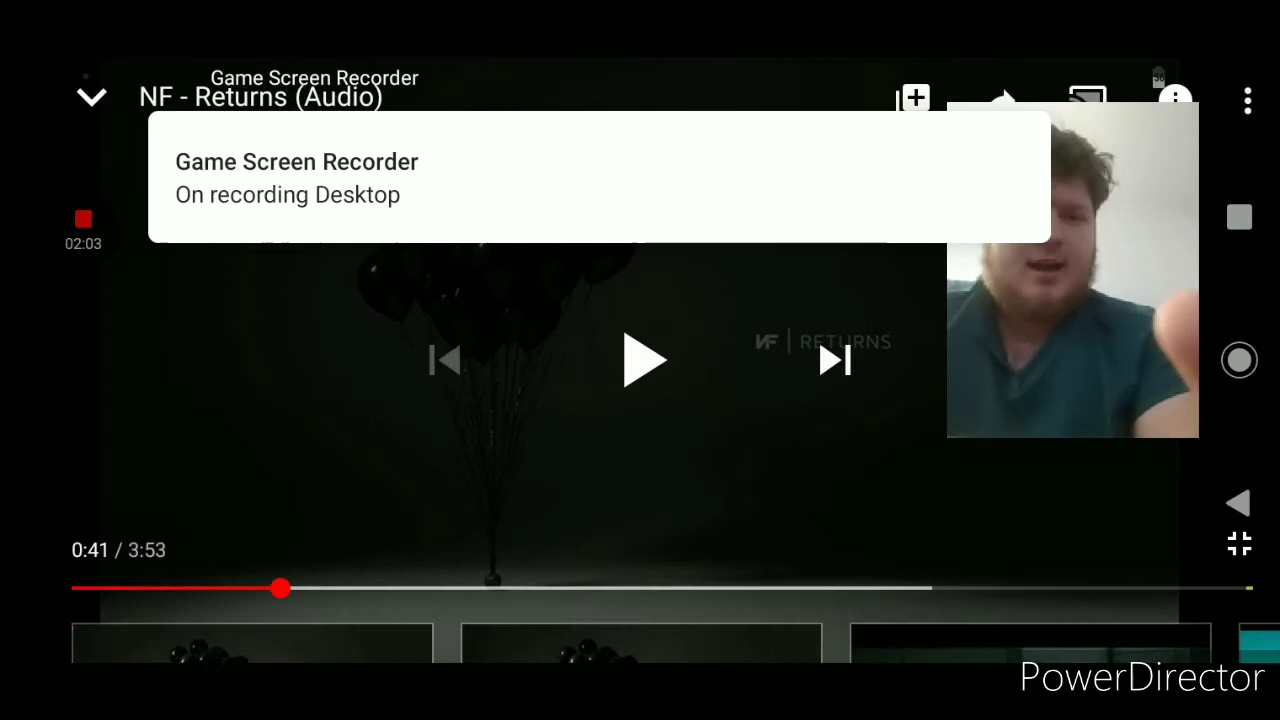 Game Screen Recorder
56
NF - Returns (Audio)
Game Screen Recorder
On recording Desktop
02:03
NF | RETURNS
0:41 / 3:53
PowerDirector